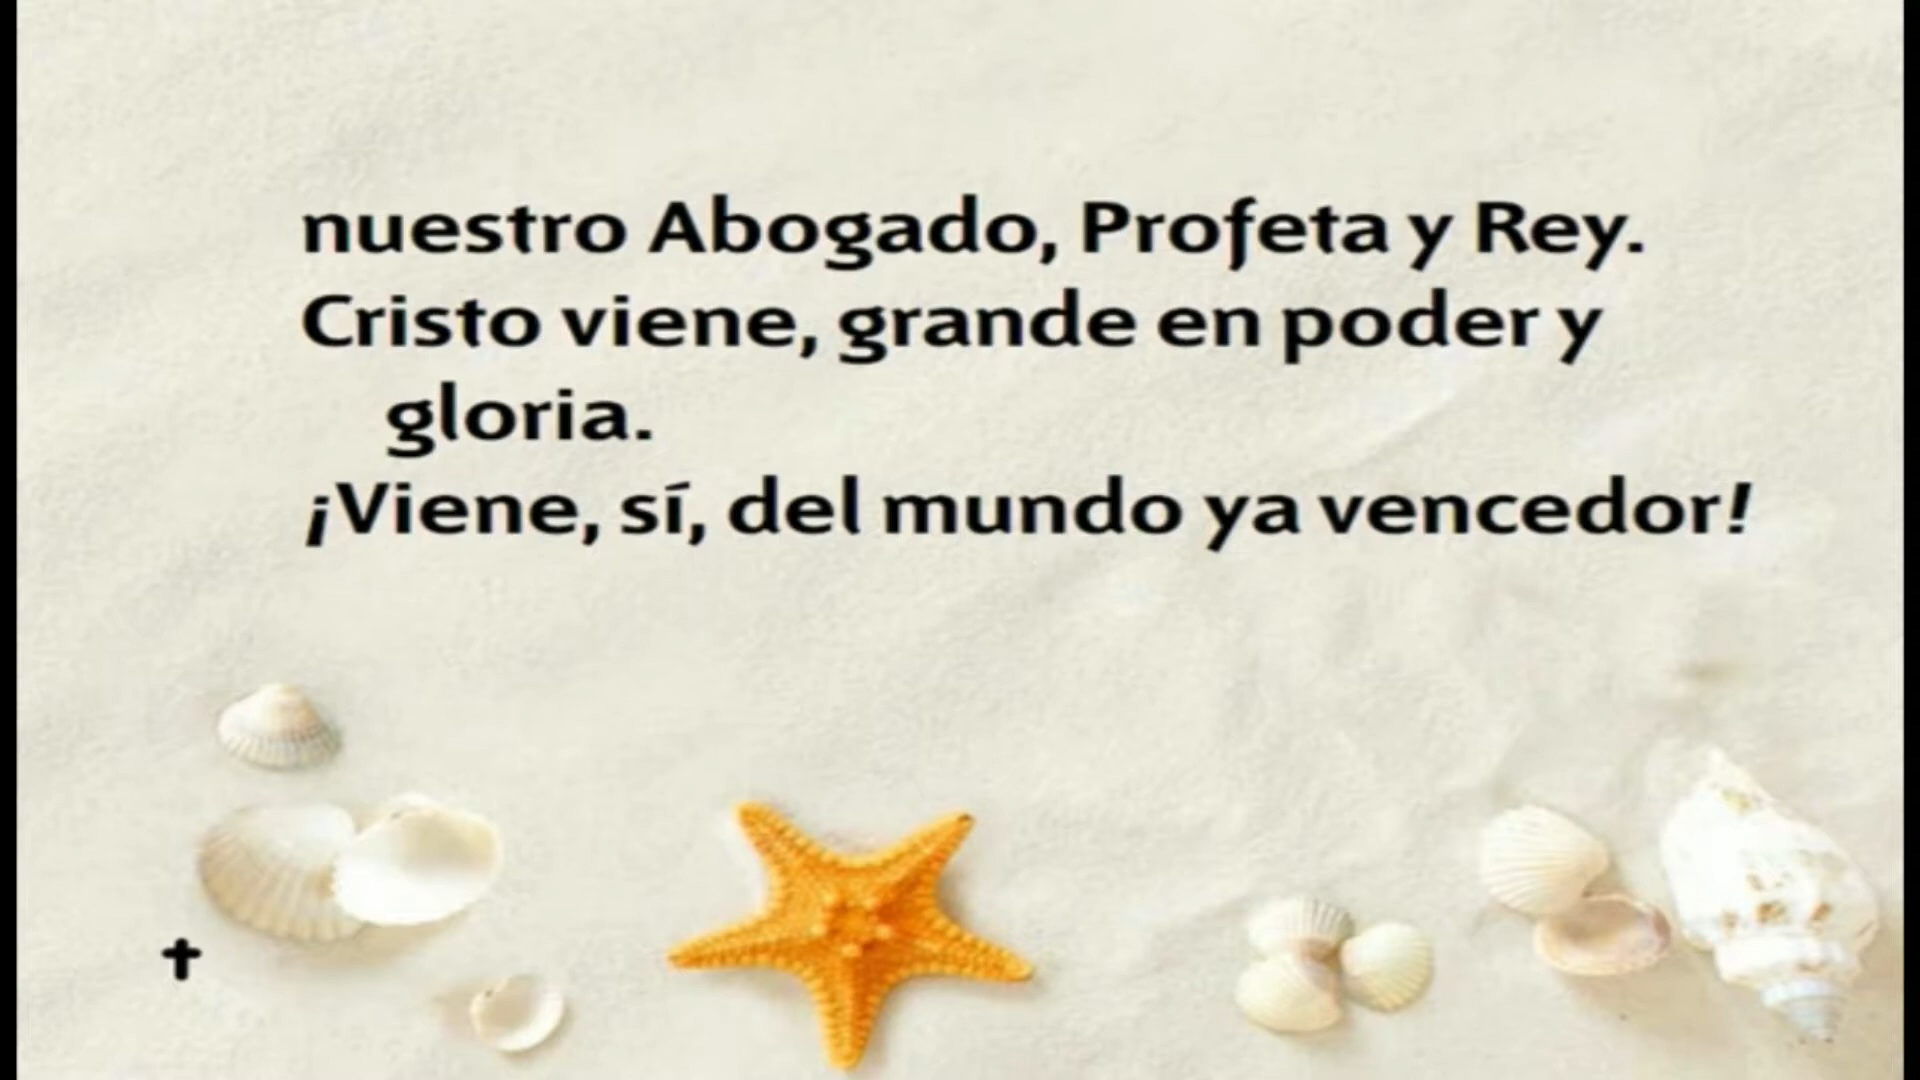 nuestro Abogado, Profeta y Rey.
Cristo viene, grande en poder y
gloria.
¡Viene, sí, del mundo ya vencedor!